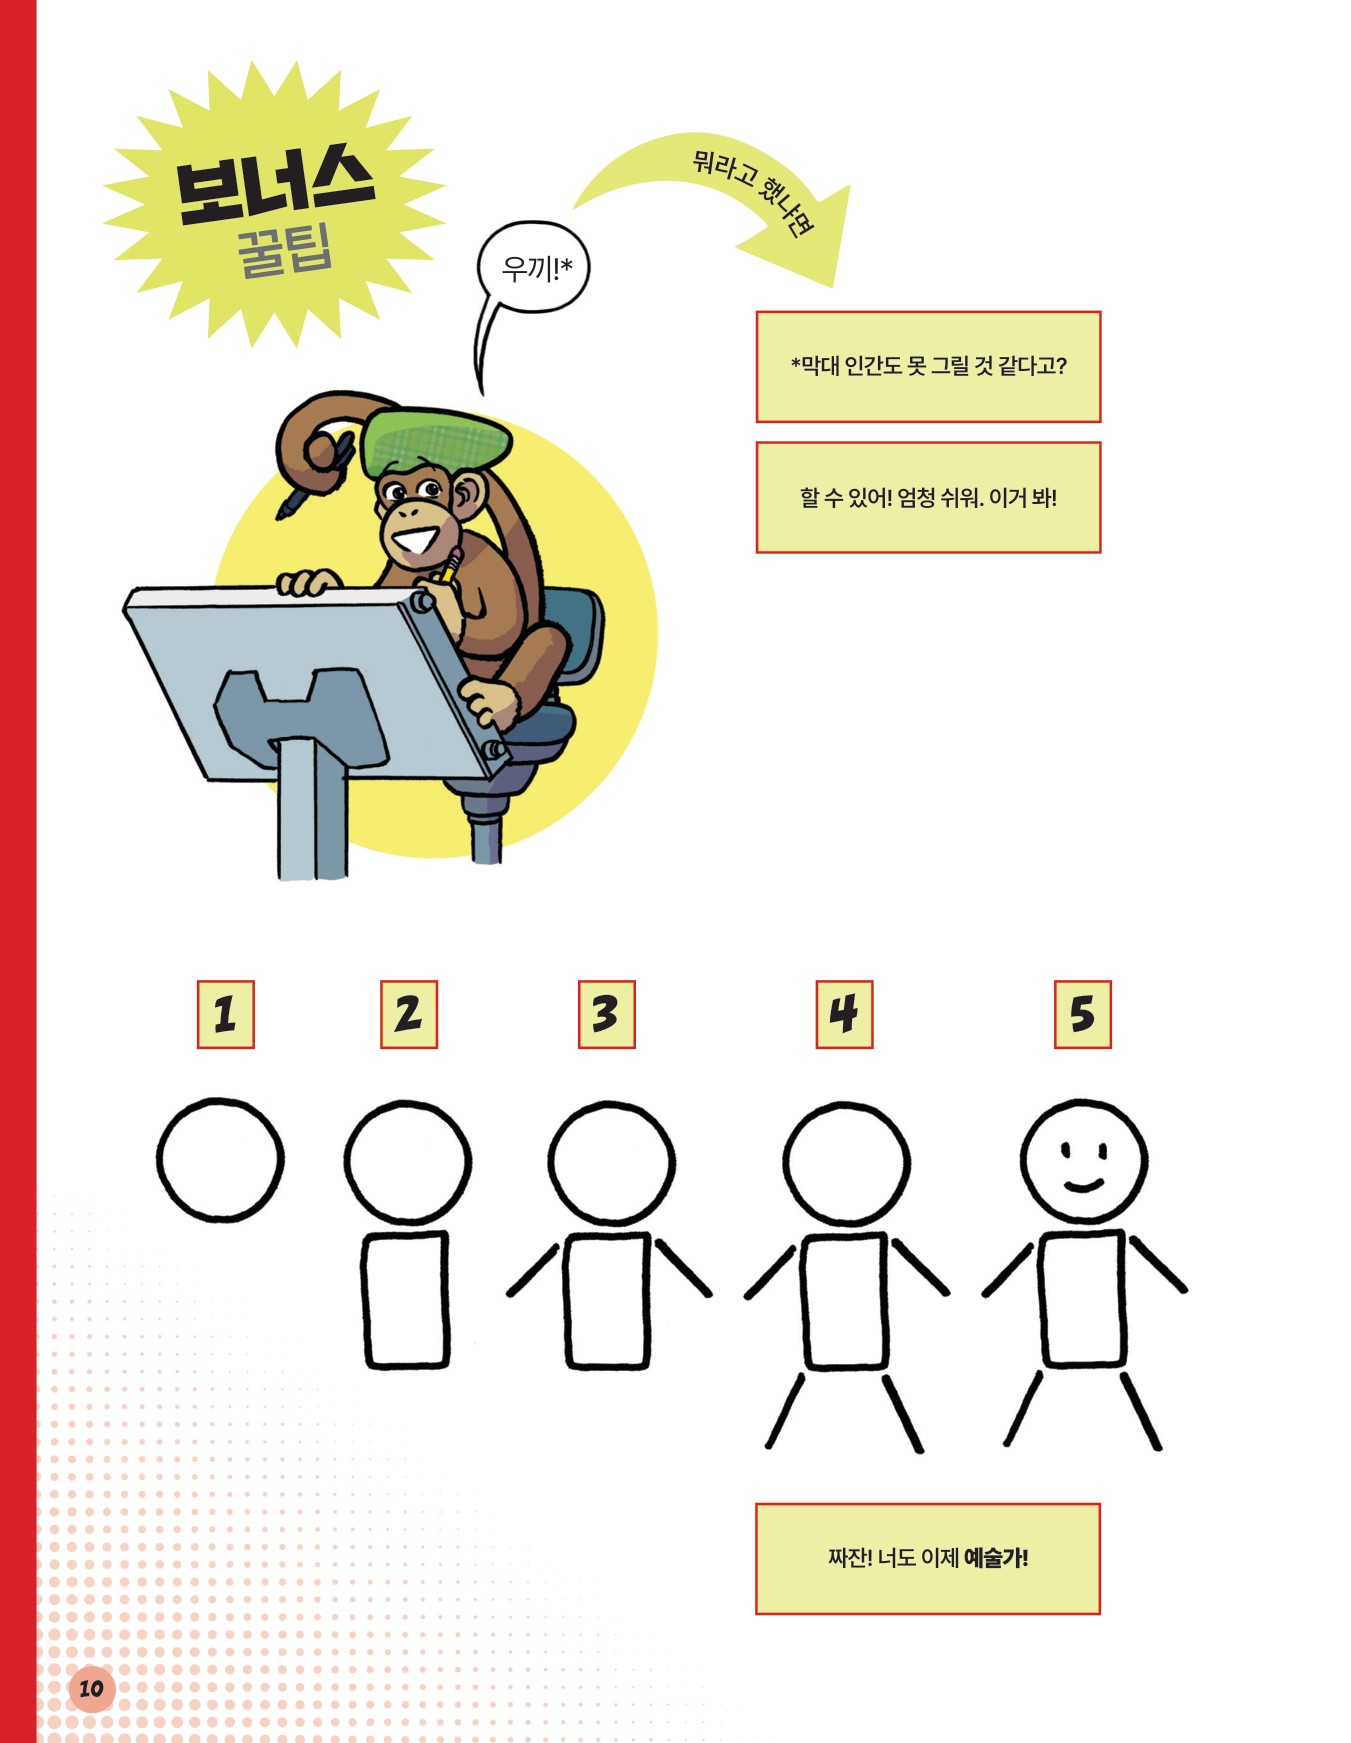 보너스
꿀팁
우끼!*
뭐라고 했냐면
*막대 인간도 못 그릴 것 같다고?
할 수 있어! 엄청 쉬워. 이거 봐!
1
2
3
4
5
짜잔! 너도 이제 예술가!
10